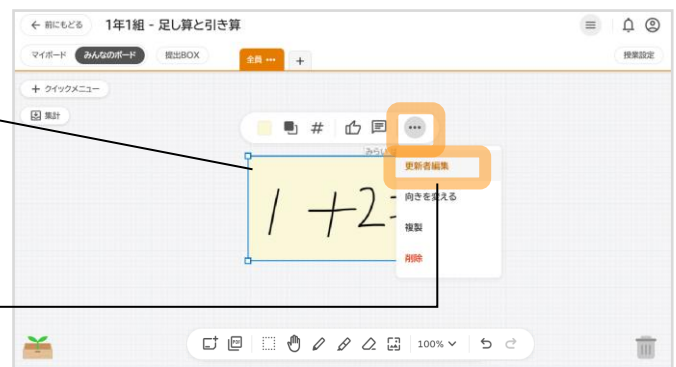 ← 前にもどる 1年1組 - 足し算と引き算
マイボード みんなのボード 提出BOX 全員 ••• + 授業設定
+ クイックメニュー
集計
#
•••
みらい
更新者編集
1 + 2 =
向きを変える
複製
削除
PDF
100%